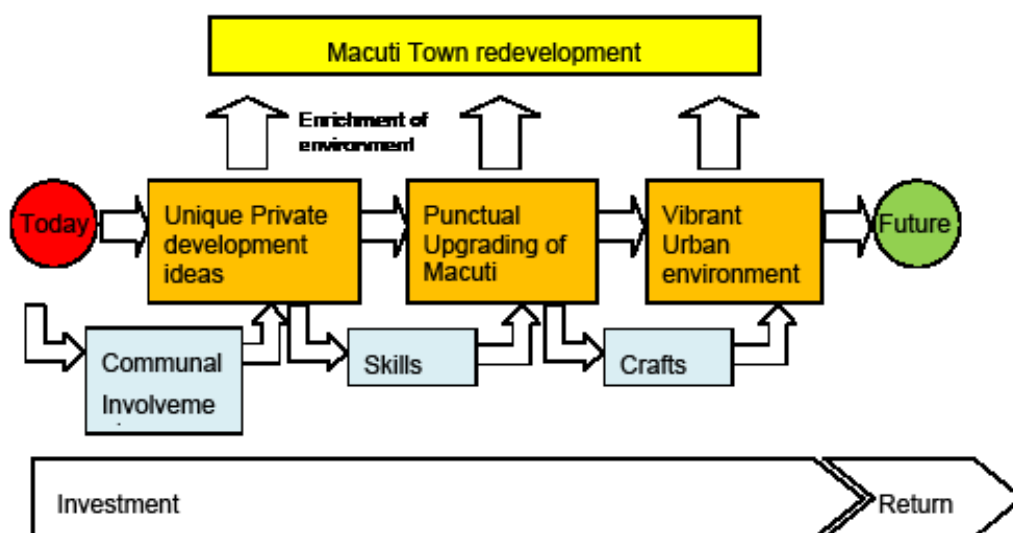 Macuti Town redevelopment
Enrichment of
environment
Today
Unique Private
development
ideas
Punctual
Upgrading of
Macuti
Vibrant
Urban
environment
Future
Communal
Involveme
Skills
Crafts
Investment
Return